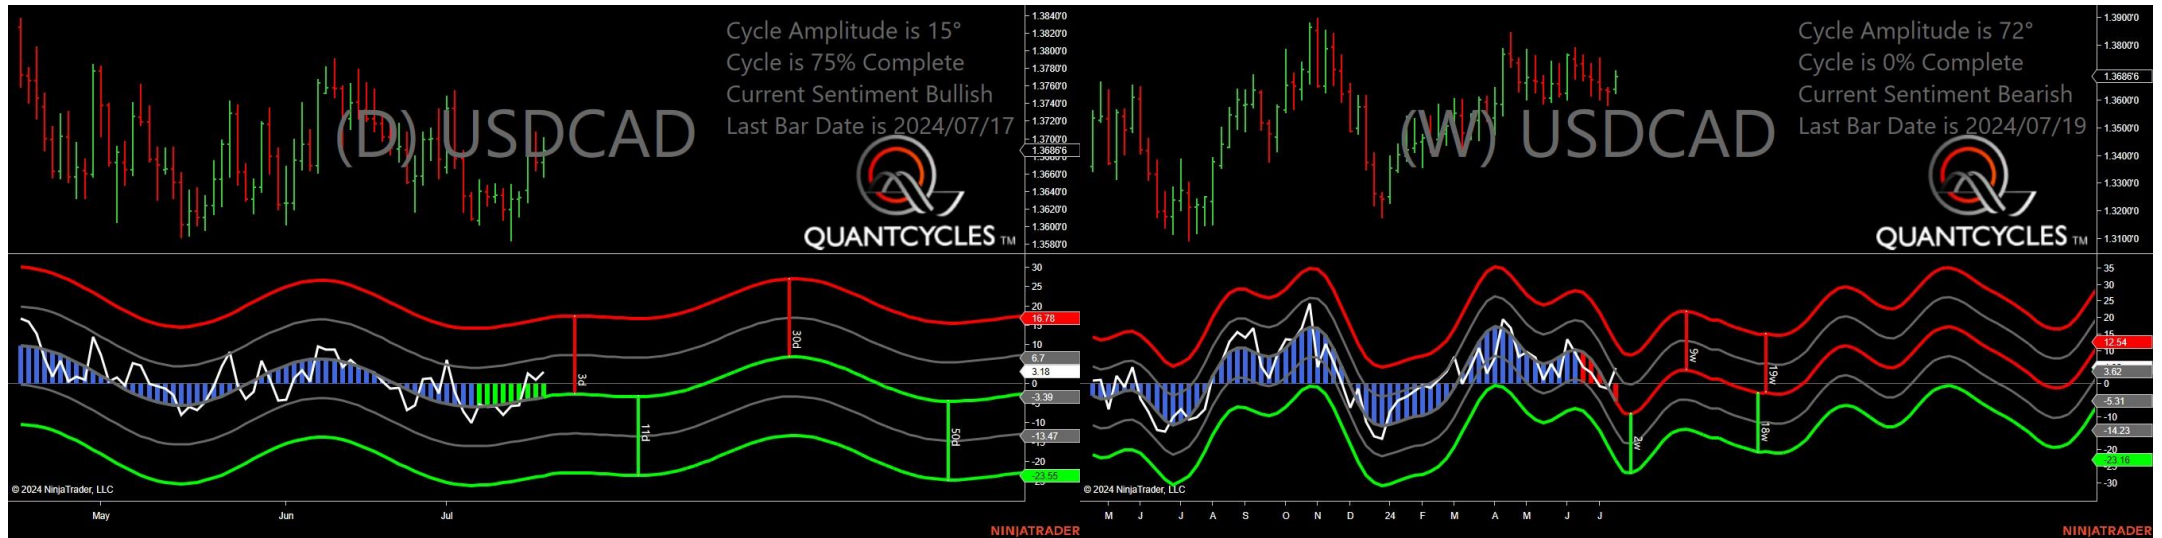 Cycle Amplitude is 15°
Cycle is 75% Complete
Current Sentiment Bullish
Last Bar Date is 2024/07/17
(D) USDCAD
QUANTCYCLES TM
1.3840'0
1.3820'0
1.3800'0
1.3780'0
1.3760'0
1.3740'0
1.3720'0
1.3700'0
1.3686'6
1.3660'0
1.3640'0
1.3620'0
1.3600'0
1.3580'0
30
25
20
16.78
15
10
6.7
3.18
0
-3.39
-10
-13.47
-20
-23.55
3d
11d
30d
50d
© 2024 NinjaTrader, LLC
May
Jun
Jul
NINJATRADER
Cycle Amplitude is 72°
Cycle is 0% Complete
Current Sentiment Bearish
Last Bar Date is 2024/07/19
(W) USDCAD
QUANTCYCLES TM
1.3900'0
1.3800'0
1.3686'6
1.3600'0
1.3500'0
1.3400'0
1.3300'0
1.3200'0
1.3100'0
35
30
25
20
15
12.54
10
3.62
0
-5.31
-10
-14.23
-20
-23.16
-30
2w
9w
18w
19w
© 2024 NinjaTrader, LLC
M J J A S O N D 24 F M A M J J
NINJATRADER